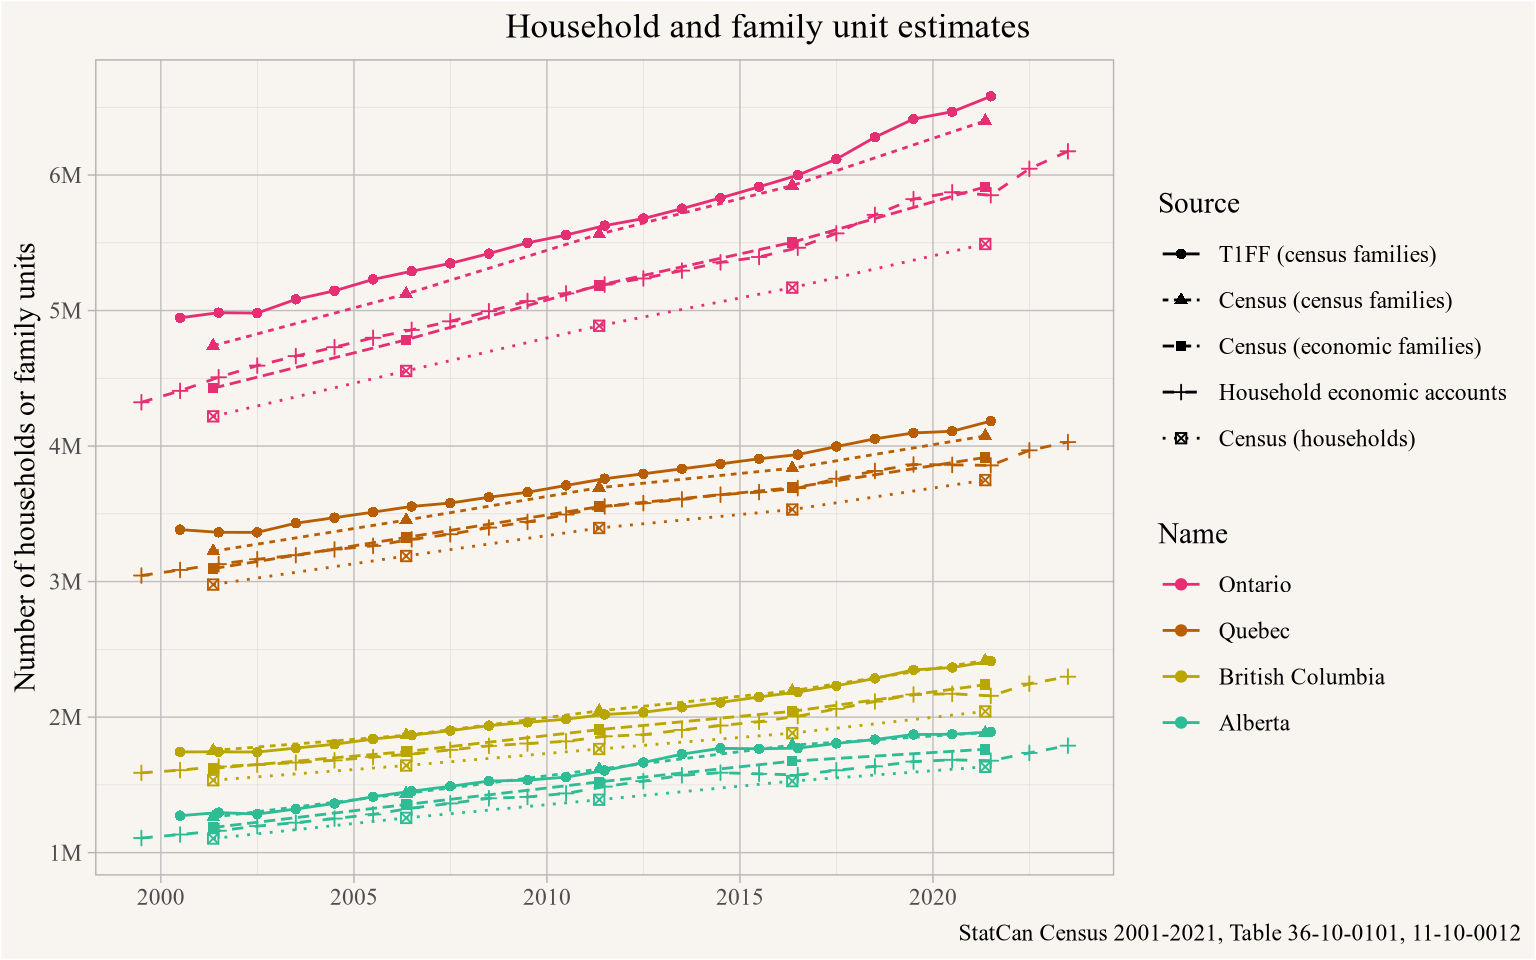 Household and family unit estimates
Number of households or family units
6M
5M
4M
3M
2M
1M
2000
2005
2010
2015
2020
Source
T1FF (census families)
Census (census families)
Census (economic families)
Household economic accounts
Census (households)
Name
Ontario
Quebec
British Columbia
Alberta
StatCan Census 2001-2021, Table 36-10-0101, 11-10-0012